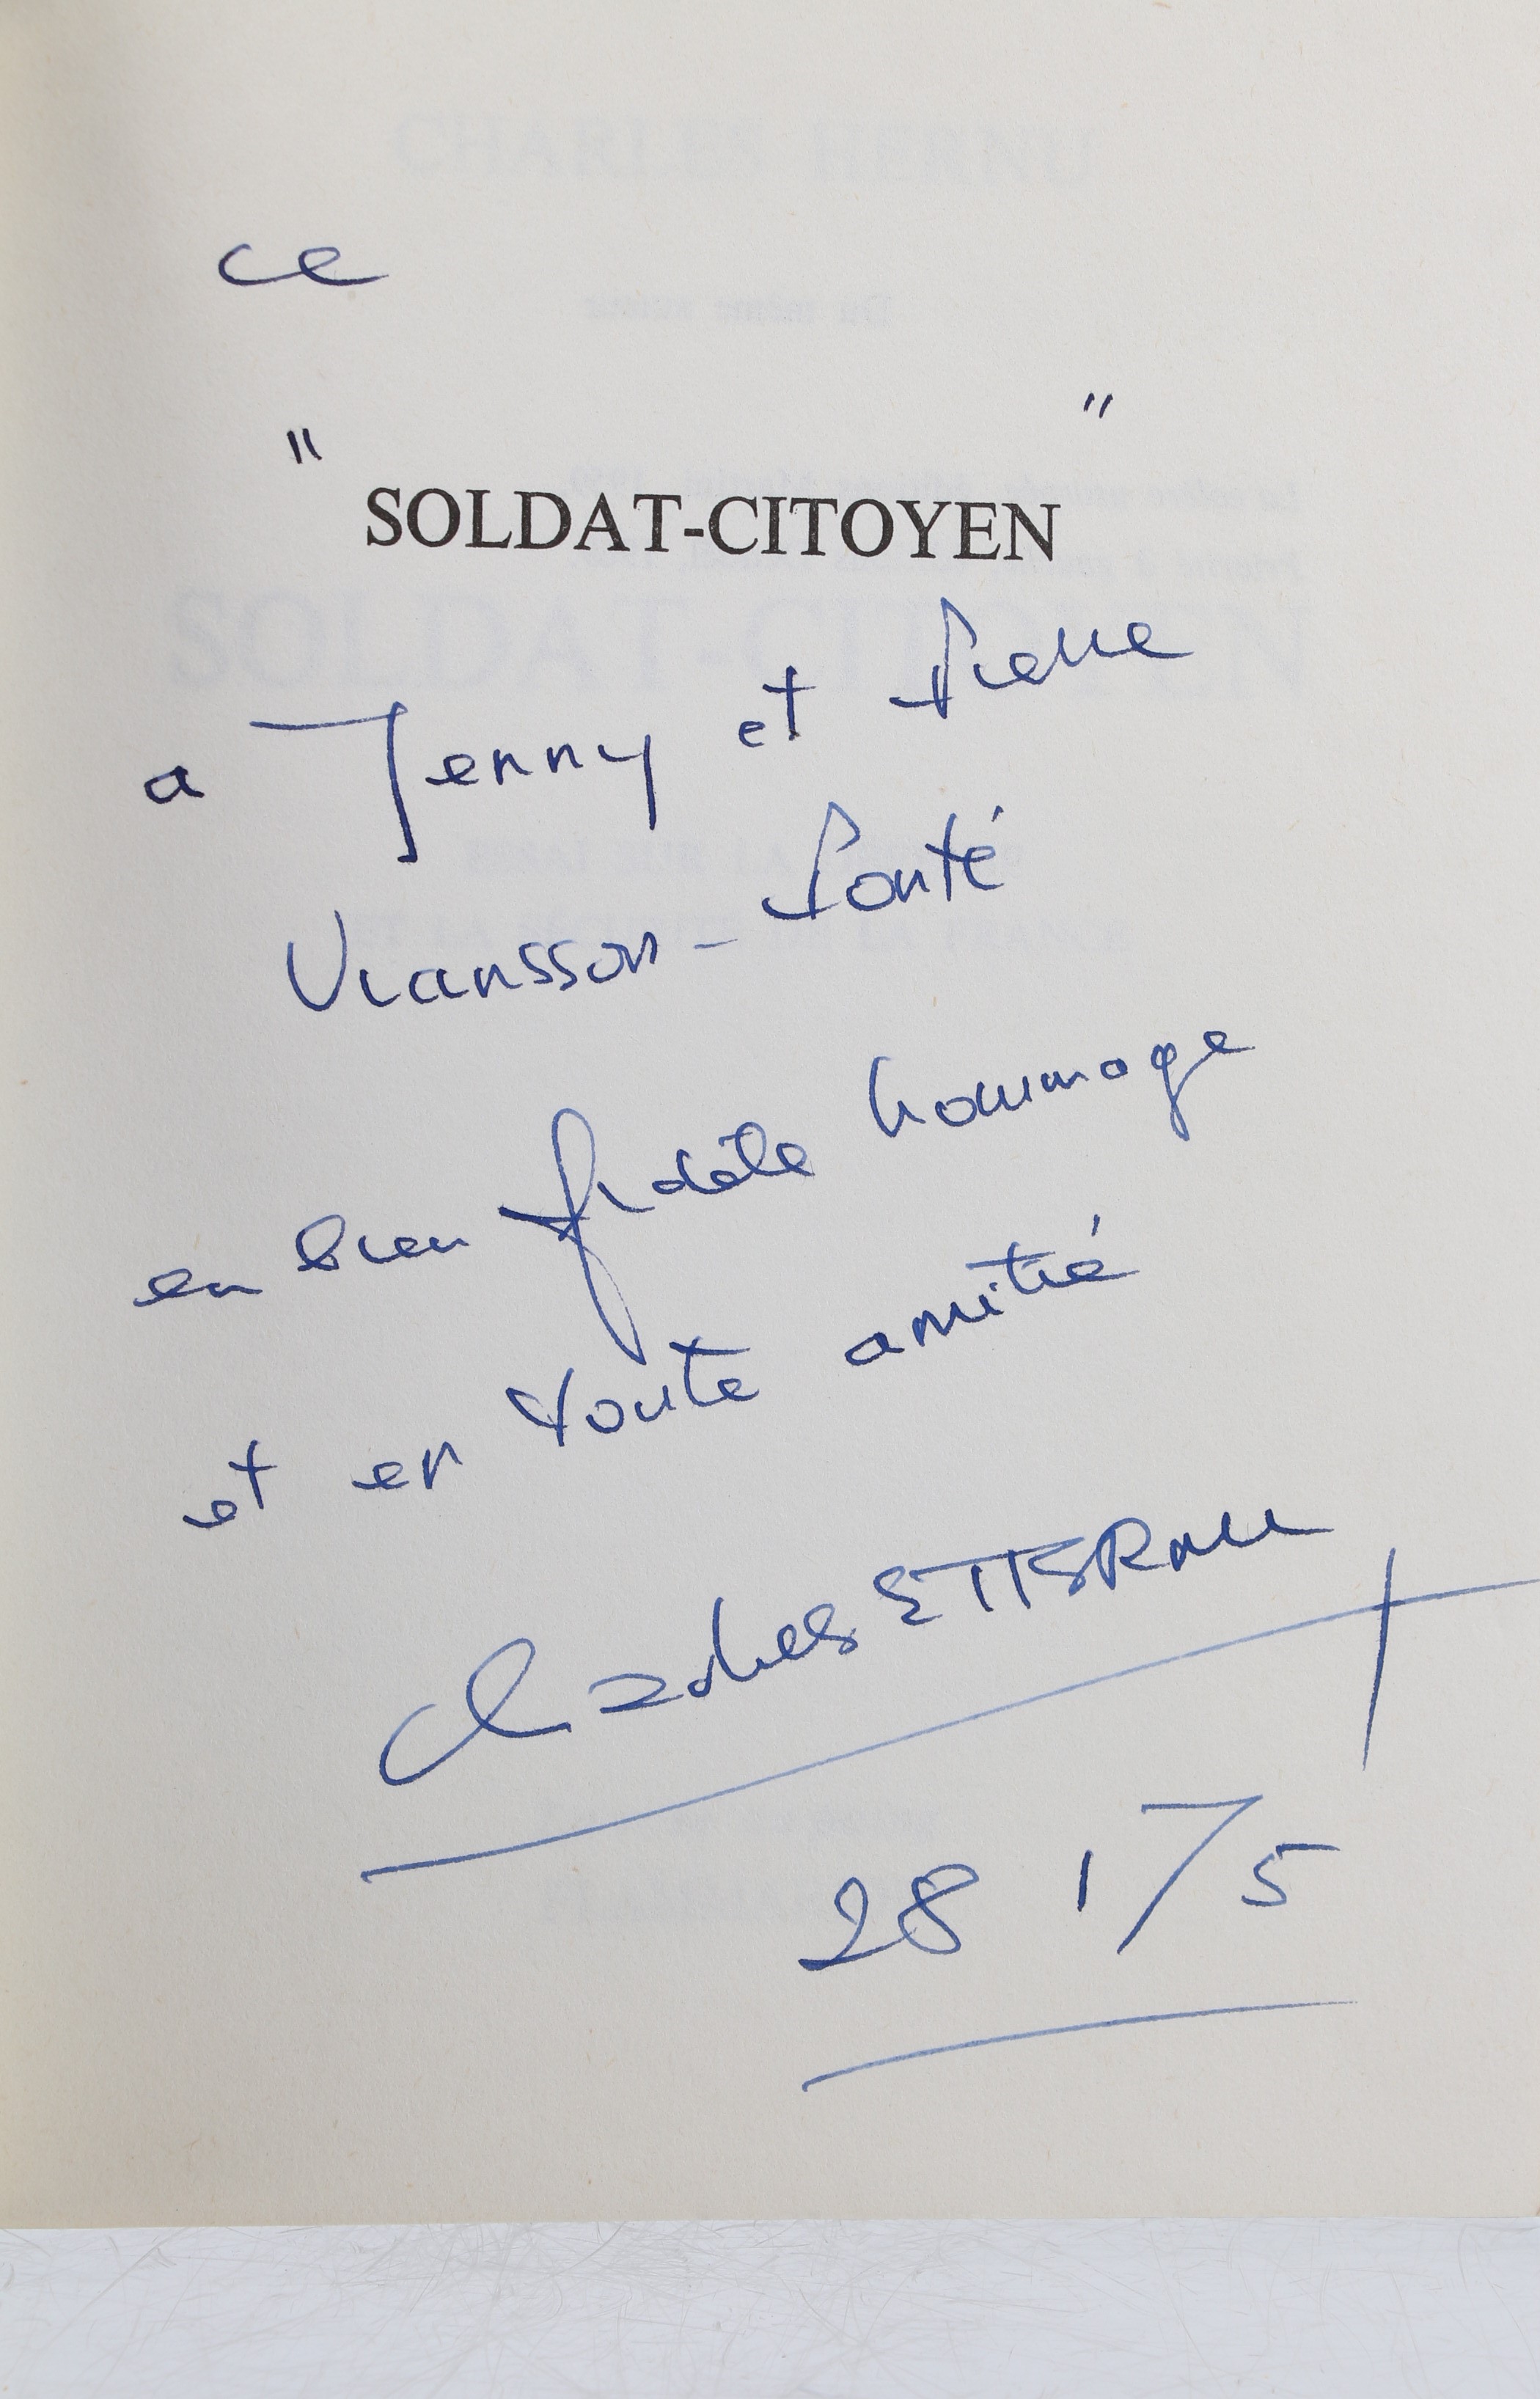 ce
" SOLDAT-CITOYEN "
a Jenny et Pierre
Viansson-Ponté
en bien fidèle hommage
et en toute amitié
Charles
28 1 75